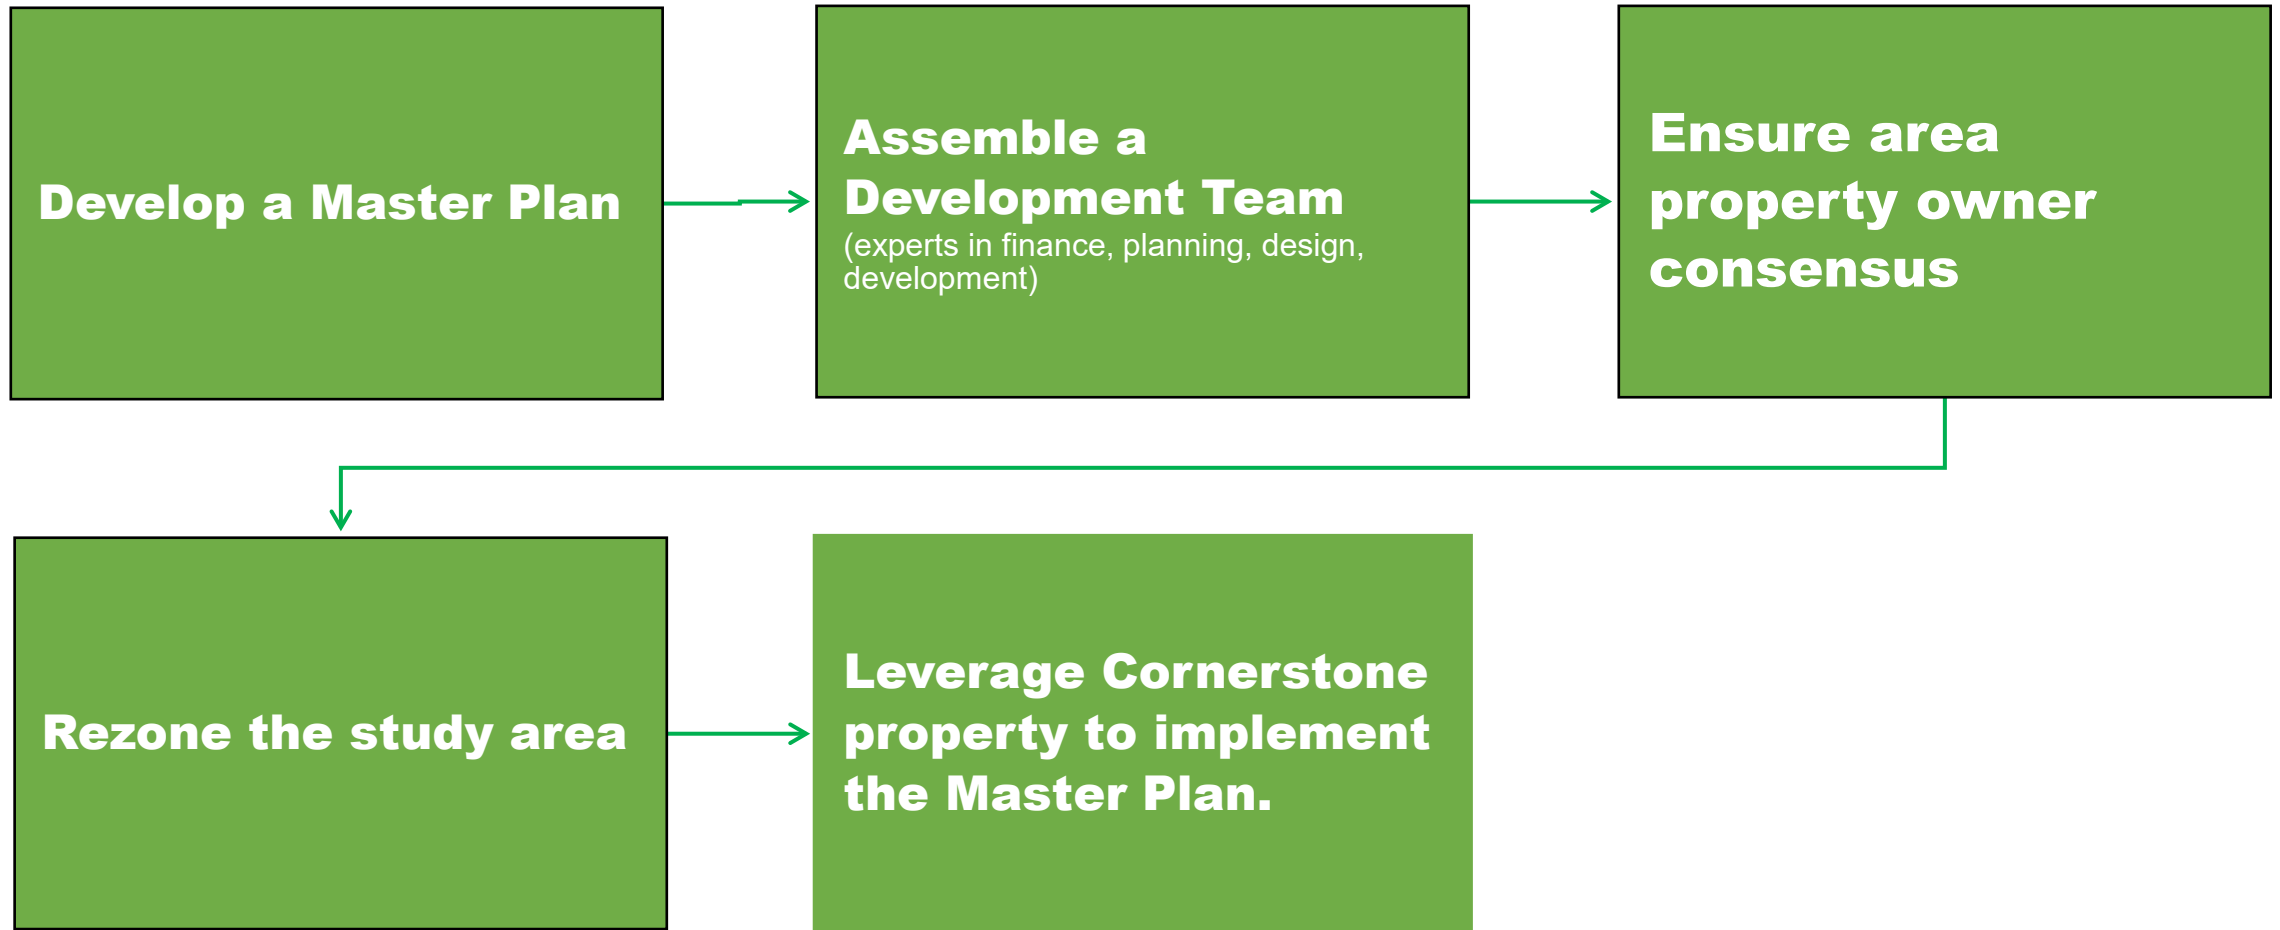 Develop a Master Plan
Assemble a
Development Team
(experts in finance, planning, design,
development)
Ensure area
property owner
consensus
Rezone the study area
Leverage Cornerstone
property to implement
the Master Plan.